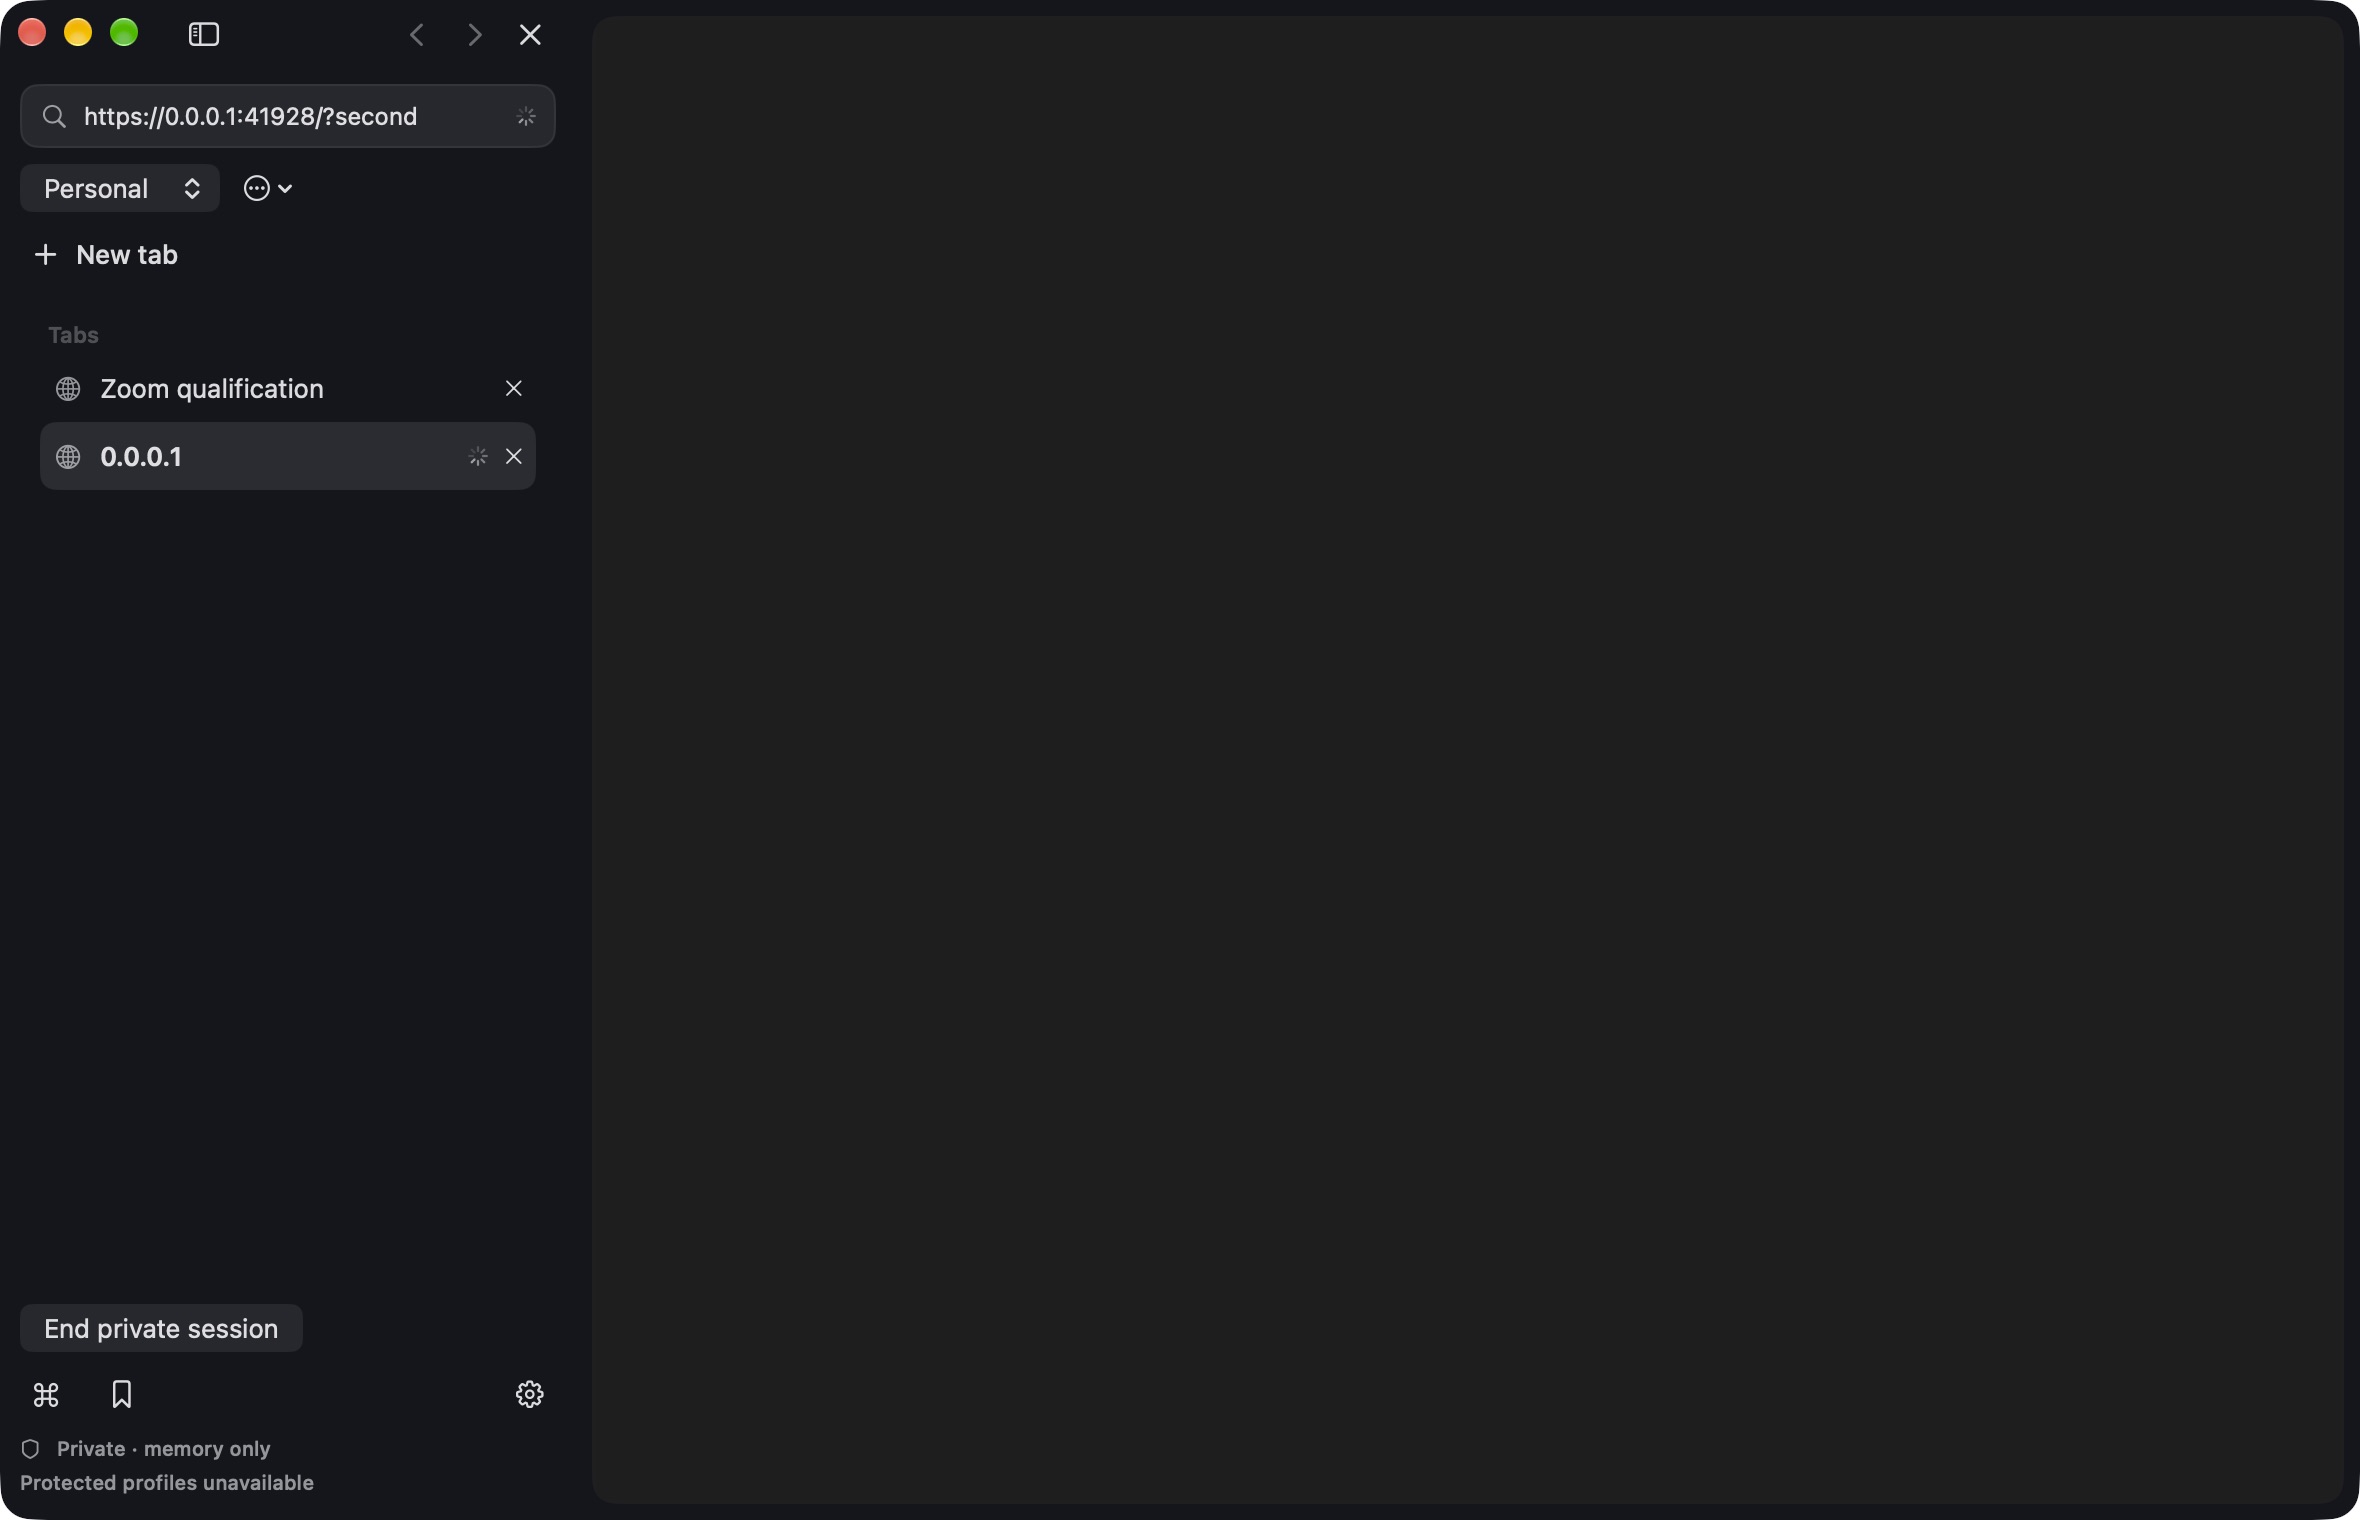 https://0.0.0.1:41928/?second
Personal
New tab
Tabs
Zoom qualification
0.0.0.1
End private session
Private · memory only
Protected profiles unavailable